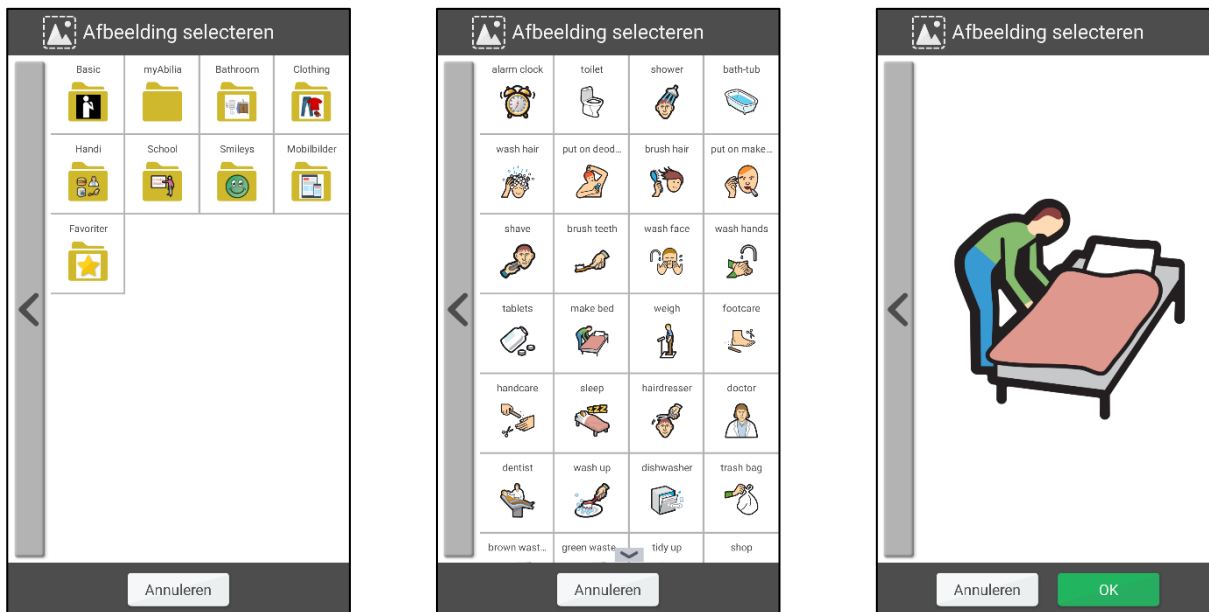 Afbeelding selecteren
Basic myAbilia Bathroom Clothing
Handi School Smileys Mobilbilder
Favoriter
Annuleren
Afbeelding selecteren
alarm clock toilet shower bath-tub
wash hair put on deod... brush hair put on make...
shave brush teeth wash face wash hands
tablets make bed weigh footcare
handcare sleep hairdresser doctor
ZZZ
dentist wash up dishwasher trash bag
brown wast... green waste... tidy up shop
Annuleren
Afbeelding selecteren
Annuleren OK